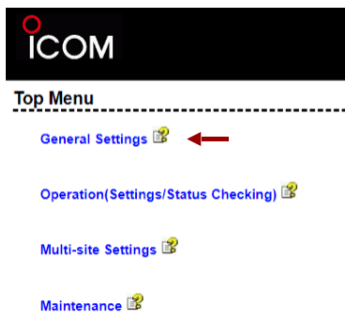 ICOM
Top Menu
General Settings
Operation(Settings/Status Checking)
Multi-site Settings
Maintenance